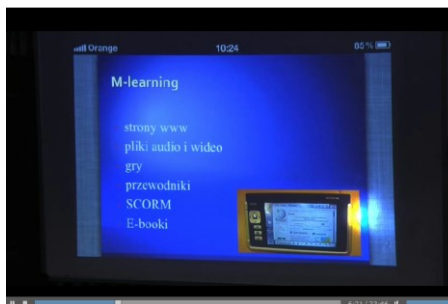 Orange 10:24 85%
M-learning
strony www
pliki audio i wideo
gry
przewodniki
SCORM
E-booki